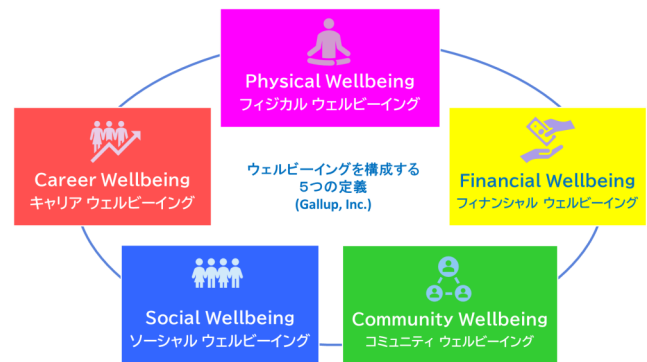 Physical Wellbeing
フィジカル ウェルビーイング
Career Wellbeing
キャリア ウェルビーイング
ウェルビーイングを構成する
5つの定義
(Gallup, Inc.)
Financial Wellbeing
フィナンシャル ウェルビーイング
Social Wellbeing
ソーシャル ウェルビーイング
Community Wellbeing
コミュニティ ウェルビーイング